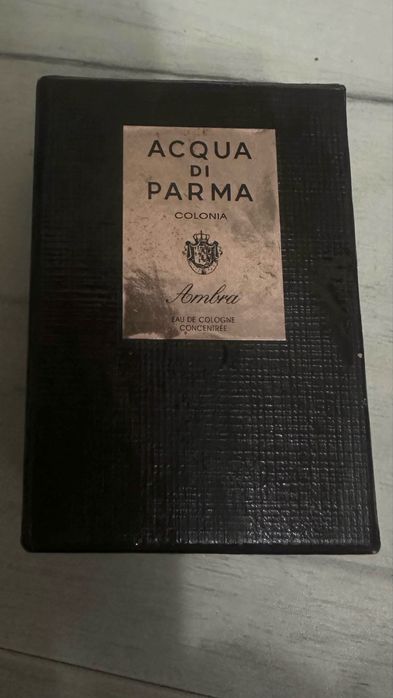 ACQUA
DI
PARMA
COLONIA
Ambra
EAU DE COLOGNE
CONCENTRÉE